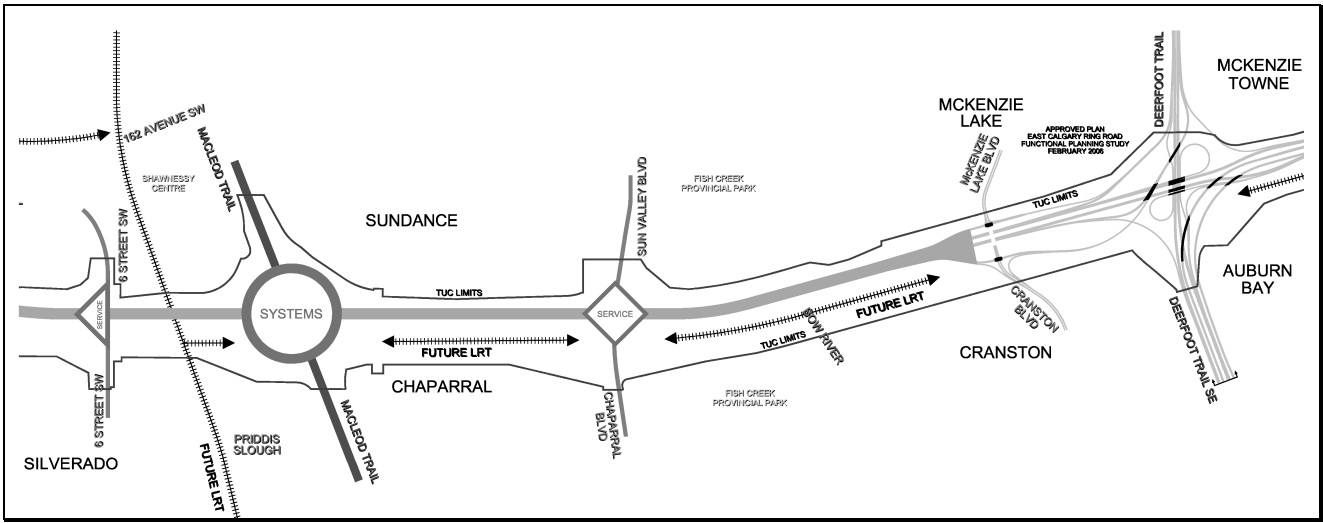 DEERFOOT TRAIL
MCKENZIE
TOWNE
MCKENZIE
LAKE
162 AVENUE SW
MACLEOD TRAIL
APPROVED PLAN
EAST CALGARY RING ROAD
FUNCTIONAL PLANNING STUDY
FEBRUARY 2006
McKENZIE
LAKE BLVD
SHAWNESSY
CENTRE
FISH CREEK
PROVINCIAL PARK
SUN VALLEY BLVD
TUC LIMITS
SUNDANCE
6 STREET SW
AUBURN
BAY
TUC LIMITS
SERVICE
SYSTEMS
SERVICE
FUTURE LRT
CRANSTON
BLVD
BOW RIVER
TUC LIMITS
FUTURE LRT
CRANSTON
DEERFOOT TRAIL SE
CHAPARRAL
6 STREET SW
MACLEOD TRAIL
CHAPARRAL
BLVD
FISH CREEK
PROVINCIAL PARK
PRIDDIS
SLOUGH
SILVERADO
FUTURE LRT